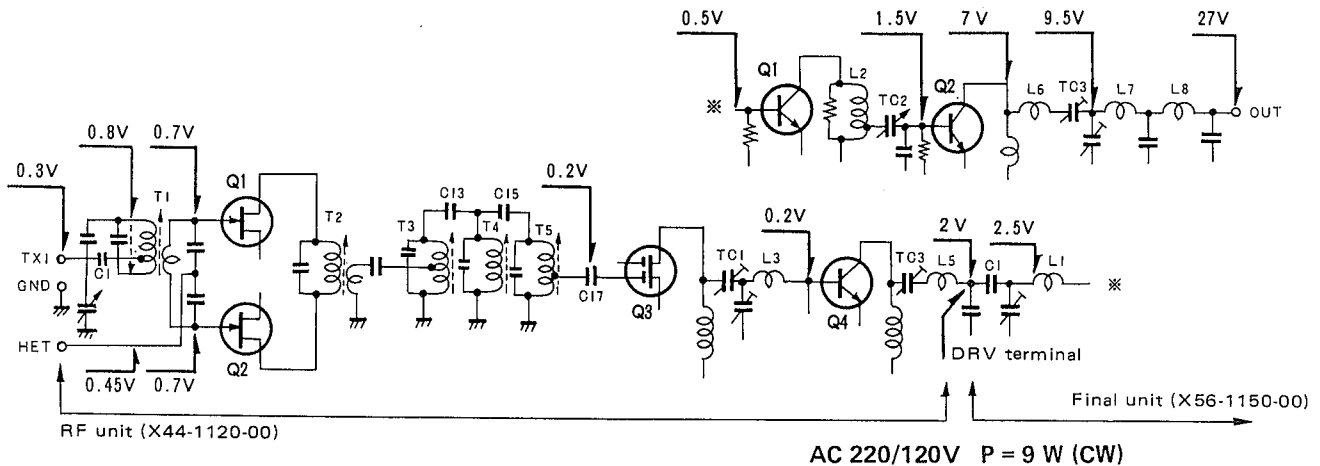 0.5V 1.5V 7V 9.5V 27V
Q1 L2 Q2 L6 TC3 L7 L8
※ TC2 OUT
0.8V 0.7V
0.3V T1 Q1 C13 C15 0.2V
T2 T3 T4 T5 0.2V 2V 2.5V
TC1 L3 TC3 L5 C1 L1
TX1 C1 C17 Q3 Q4 ※
GND
HET Q2 DRV terminal
0.45V 0.7V
RF unit (X44-1120-00) Final unit (X56-1150-00)
AC 220/120V P = 9 W (CW)